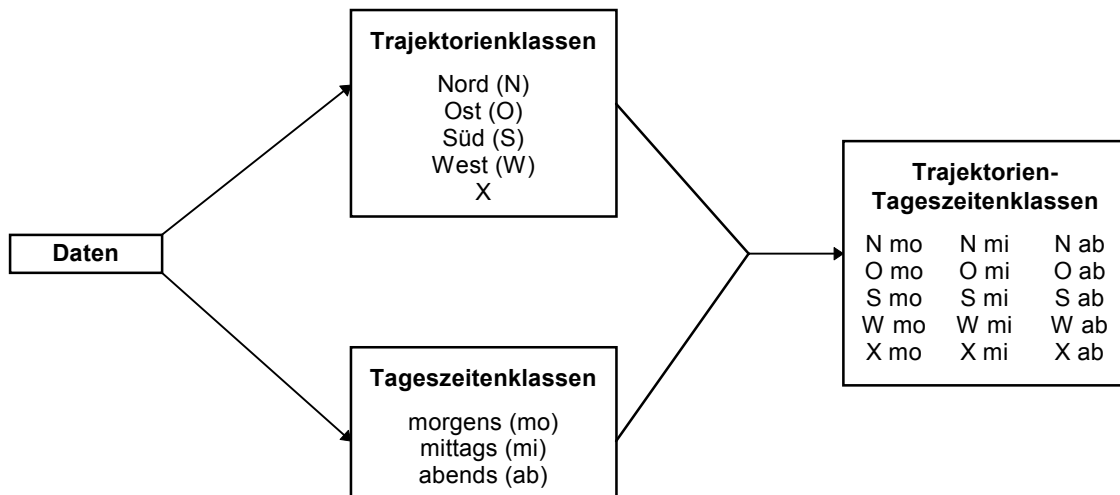 Daten
Trajektorienklassen
Nord (N)
Ost (O)
Süd (S)
West (W)
X
Tageszeitenklassen
morgens (mo)
mittags (mi)
abends (ab)
Trajektorien-
Tageszeitenklassen
N mo N mi N ab
O mo O mi O ab
S mo S mi S ab
W mo W mi W ab
X mo X mi X ab